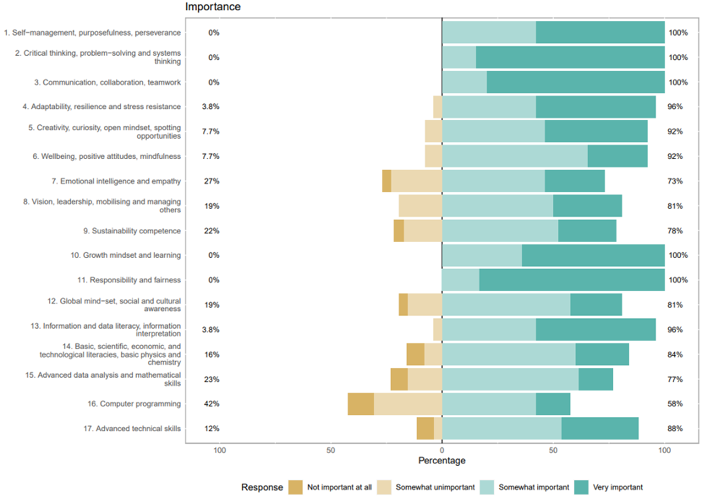 Importance
1. Self−management, purposefulness, perseverance 0% 100%
2. Critical thinking, problem−solving and systems
thinking 0% 100%
3. Communication, collaboration, teamwork 0% 100%
4. Adaptability, resilience and stress resistance 3.8% 96%
5. Creativity, curiosity, open mindset, spotting
opportunities 7.7% 92%
6. Wellbeing, positive attitudes, mindfulness 7.7% 92%
7. Emotional intelligence and empathy 27% 73%
8. Vision, leadership, mobilising and managing
others 19% 81%
9. Sustainability competence 22% 78%
10. Growth mindset and learning 0% 100%
11. Responsibility and fairness 0% 100%
12. Global mind−set, social and cultural
awareness 19% 81%
13. Information and data literacy, information
interpretation 3.8% 96%
14. Basic, scientific, economic, and
technological literacies, basic physics and
chemistry 16% 84%
15. Advanced data analysis and mathematical
skills 23% 77%
16. Computer programming 42% 58%
17. Advanced technical skills 12% 88%
100 50 0 50 100
Percentage
Response Not important at all Somewhat unimportant Somewhat important Very important